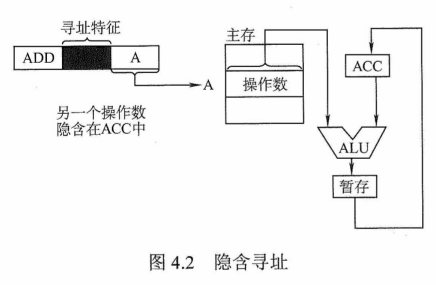 寻址特征
ADD
A
A
另一个操作数
隐含在ACC中
主存
操作数
ACC
ALU
暂存
图 4.2 隐含寻址